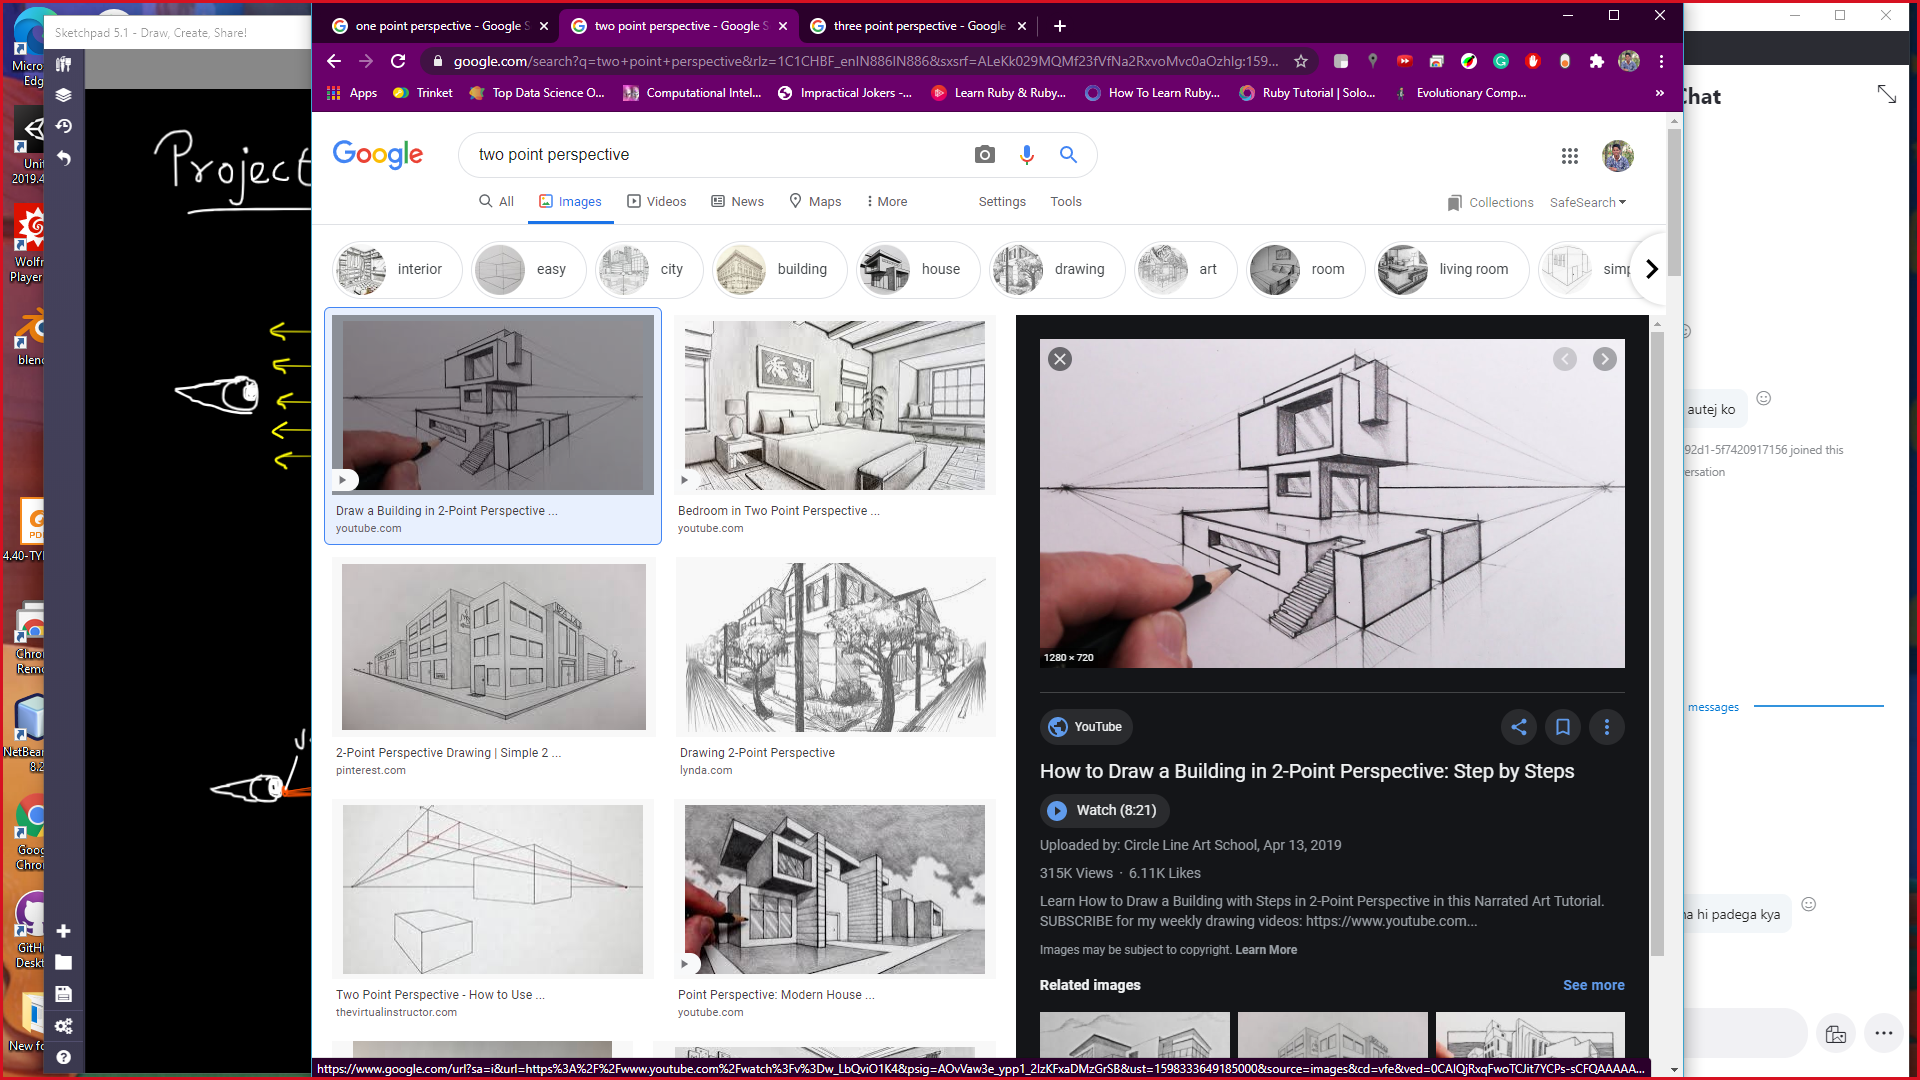 Sketchpad 5.1 - Draw, Create, Share!
one point perspective - Google S
two point perspective - Google S
three point perspective - Google
google.com/search?q=two+point+perspective&rlz=1C1CHBF_enIN886IN886&sxsrf=ALeKk029MQMf23fVfNa2RxvoMvc0aOzhlg:159...
Apps
Trinket
Top Data Science O...
Computational Intel...
Impractical Jokers -...
Learn Ruby & Ruby...
How To Learn Ruby...
Ruby Tutorial | Solo...
Evolutionary Comp...
»
Google
two point perspective
All
Images
Videos
News
Maps
More
Settings
Tools
Collections
SafeSearch
interior
easy
city
building
house
drawing
art
room
living room
simp
Draw a Building in 2-Point Perspective ...
youtube.com
Bedroom in Two Point Perspective ...
youtube.com
2-Point Perspective Drawing | Simple 2 ...
pinterest.com
Drawing 2-Point Perspective
lynda.com
Two Point Perspective - How to Use ...
thevirtualinstructor.com
Point Perspective: Modern House ...
youtube.com
1280 × 720
YouTube
How to Draw a Building in 2-Point Perspective: Step by Steps
Watch (8:21)
Uploaded by: Circle Line Art School, Apr 13, 2019
315K Views · 6.11K Likes
Learn How to Draw a Building with Steps in 2-Point Perspective in this Narrated Art Tutorial.
SUBSCRIBE for my weekly drawing videos: https://www.youtube.com...
Images may be subject to copyright. Learn More
Related images
See more
https://www.google.com/url?sa=i&url=https%3A%2F%2Fwww.youtube.com%2Fwatch%3Fv%3Dw_LbQviO1K4&psig=AOvVaw3e_ypp1_2lzKFxaDMzGrSB&ust=1598333649185000&source=images&cd=vfe&ved=0CAIQjRxqFwoTCJit7YCPs-sCFQAAAAA...
Project
Micro
Edg
Unit
2019.4
Wolfr
Player
blenc
PD
4.40-TY
Chro
Remo
NetBear
8.2
Goog
Chro
GitH
Deskt
New fo
Chat
autej ko
92d1-5f7420917156 joined this
ersation
messages
na hi padega kya